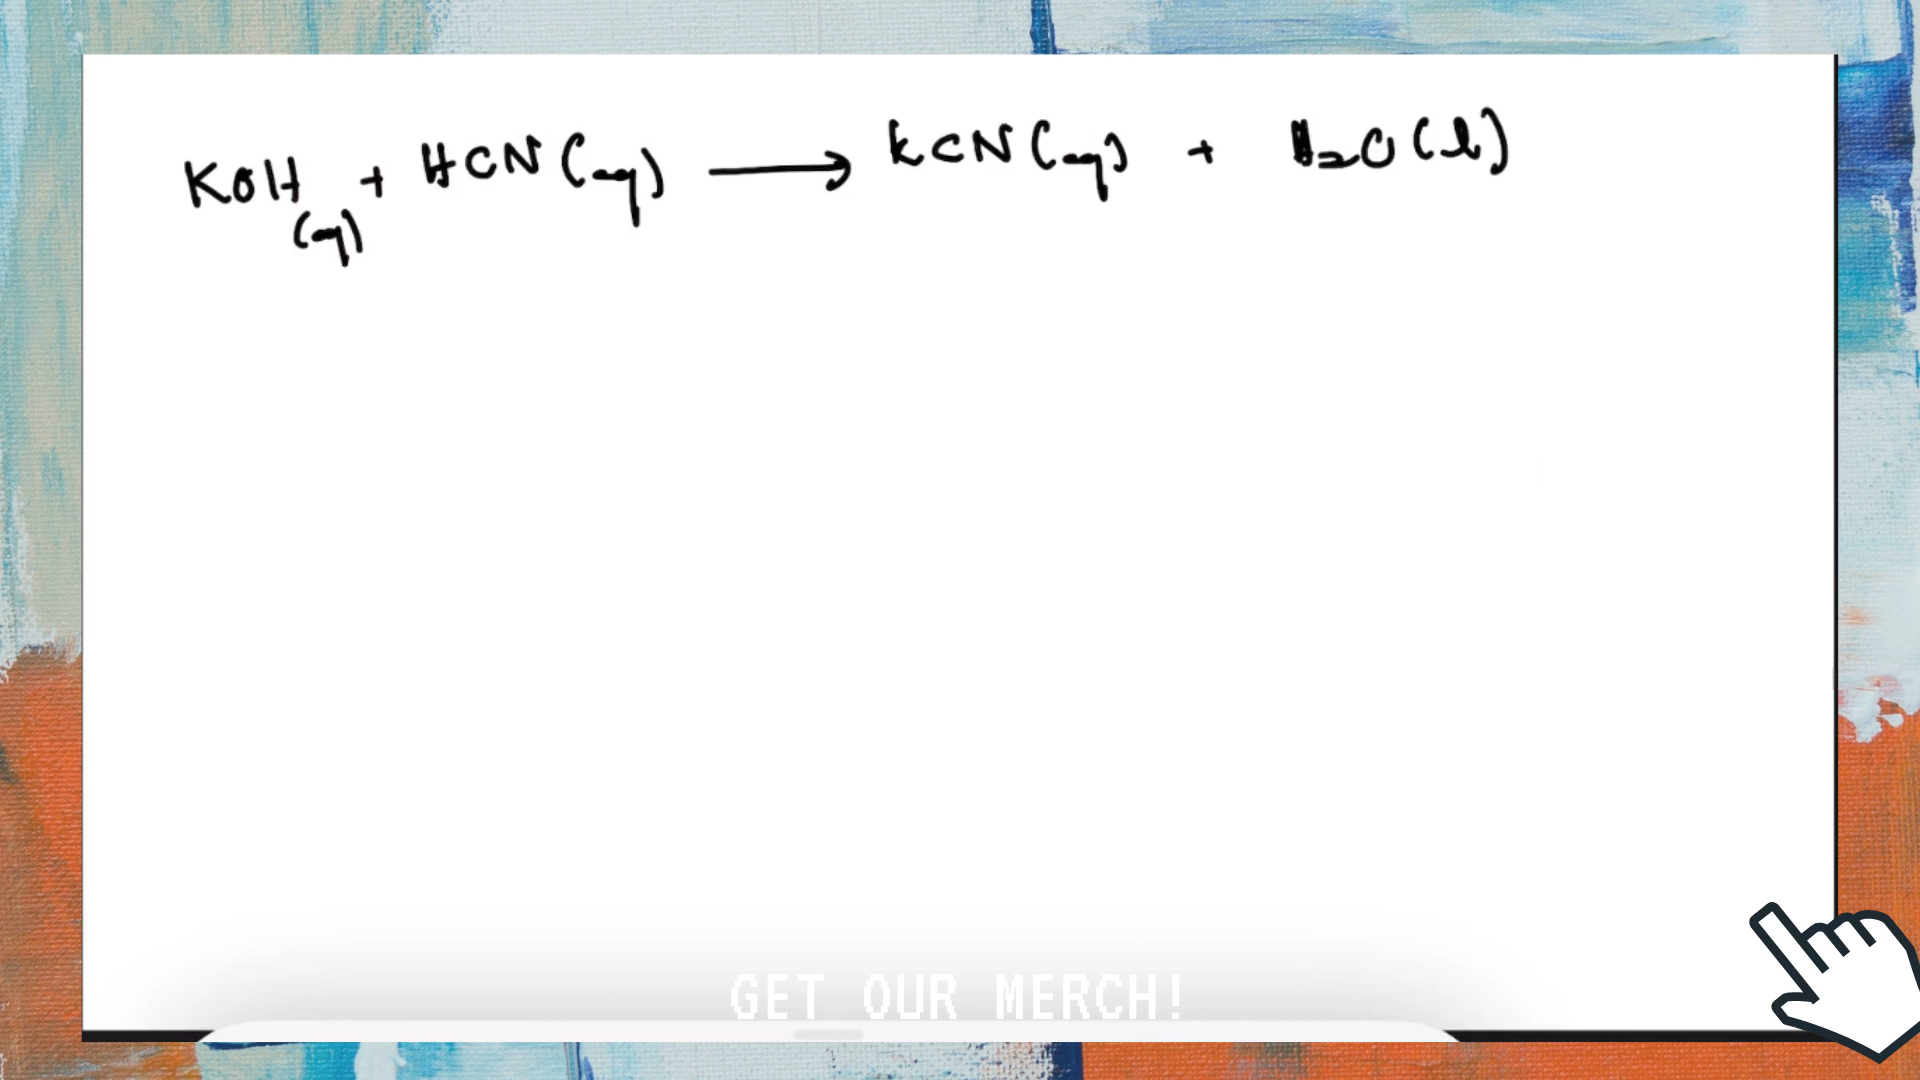 KOH + HCN (aq) ⟶ KCN (aq) + H₂O (l)
(aq)
GET OUR MERCH!